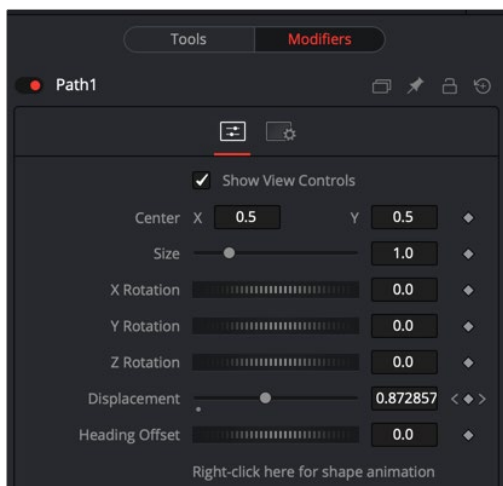 Tools Modifiers
Path1
Show View Controls
Center X 0.5 Y 0.5
Size 1.0
X Rotation 0.0
Y Rotation 0.0
Z Rotation 0.0
Displacement 0.872857
Heading Offset 0.0
Right-click here for shape animation